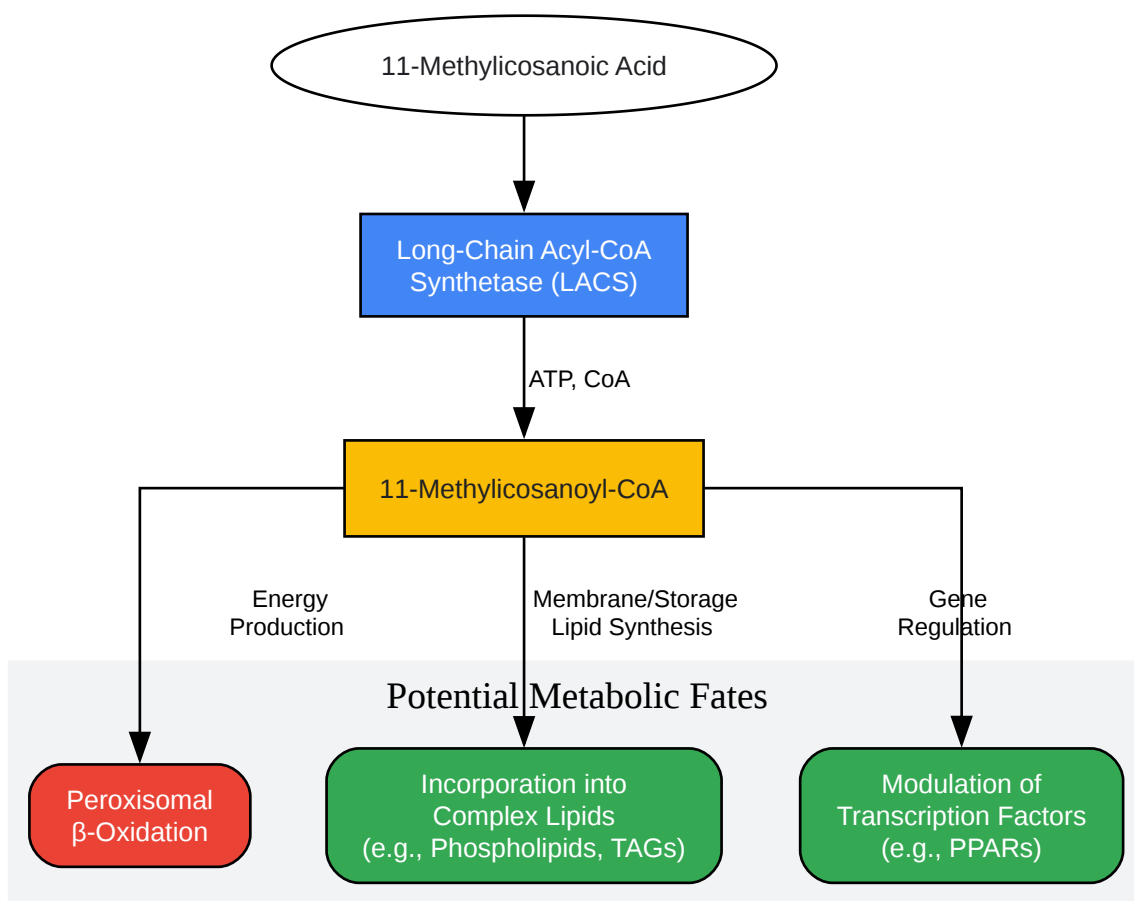 11-Methylicosanoic Acid
Long-Chain Acyl-CoA
Synthetase (LACS)
ATP, CoA
11-Methylicosanoyl-CoA
Energy
Production
Membrane/Storage
Lipid Synthesis
Gene
Regulation
Potential Metabolic Fates
Peroxisomal
β-Oxidation
Incorporation into
Complex Lipids
(e.g., Phospholipids, TAGs)
Modulation of
Transcription Factors
(e.g., PPARs)